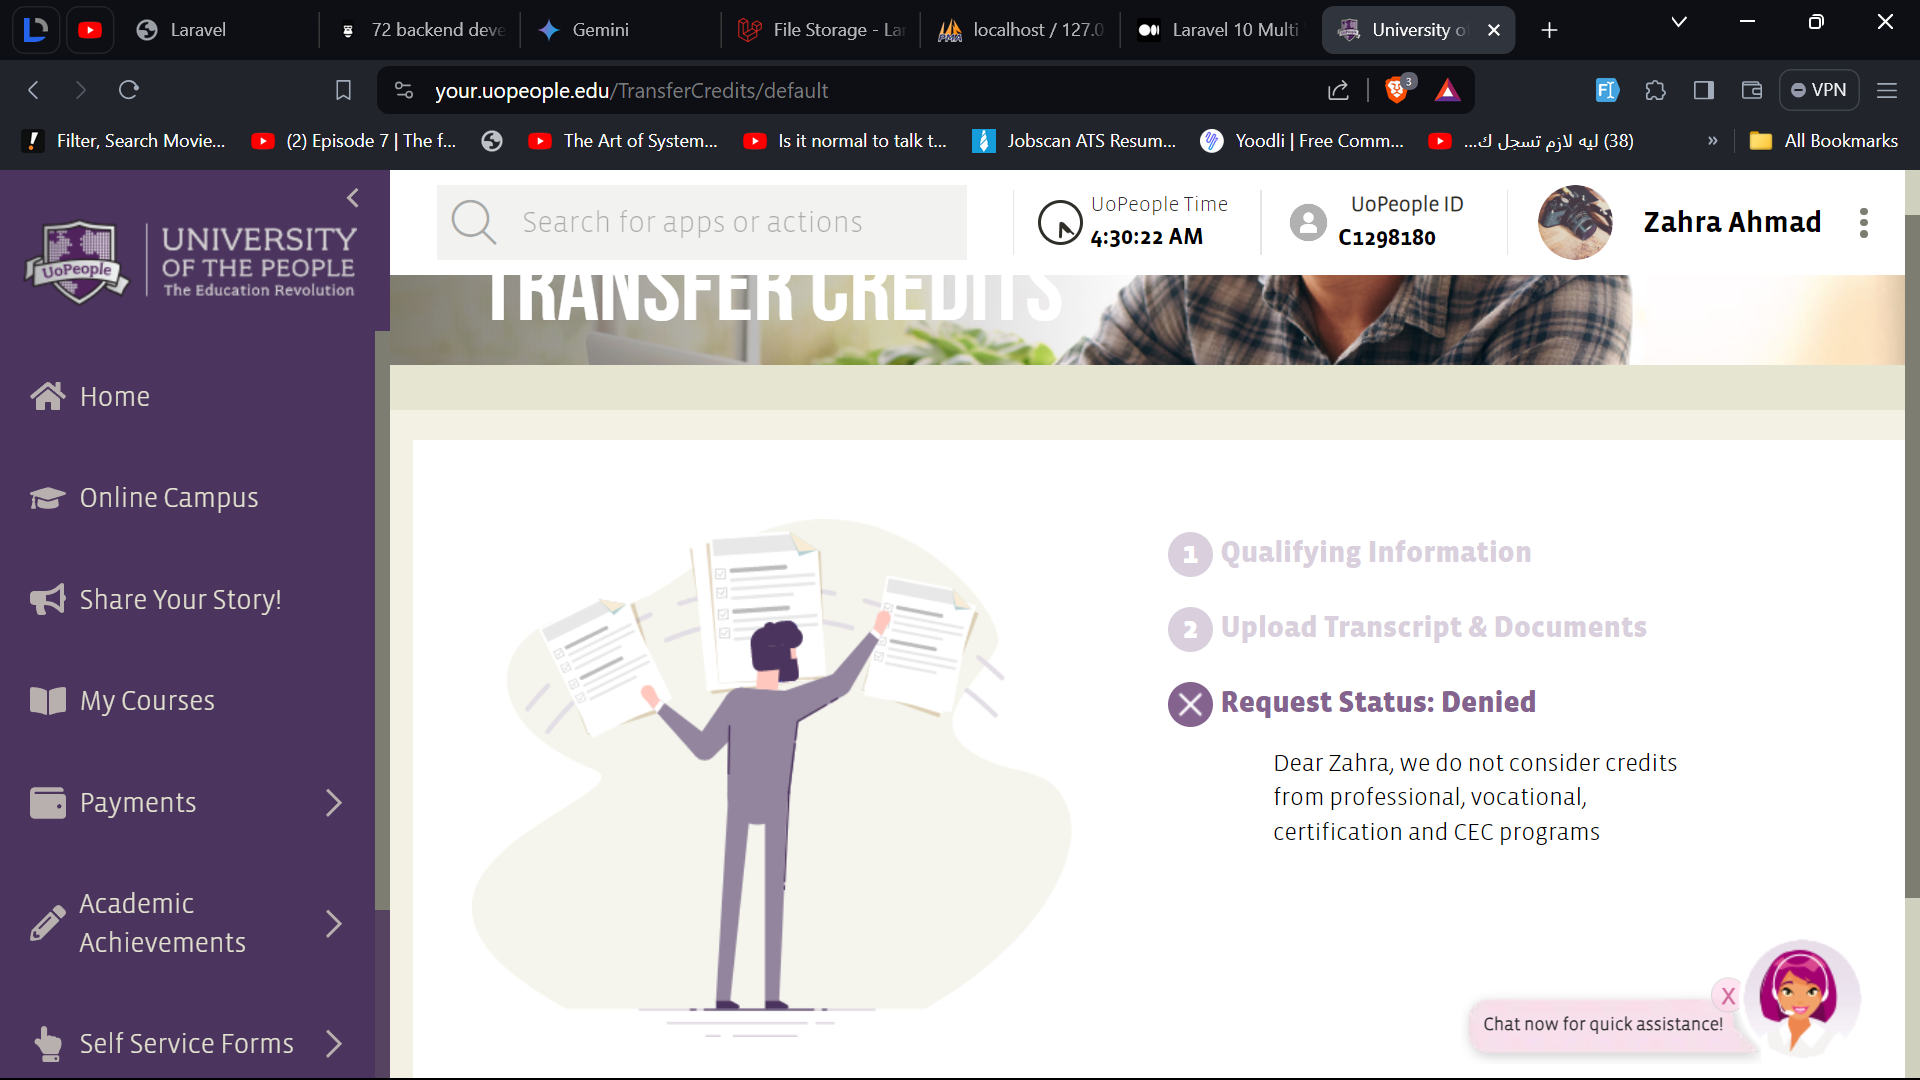 Laravel
72 backend deve
Gemini
File Storage - La
localhost / 127.0
Laravel 10 Multi
University of
your.uopeople.edu/TransferCredits/default
3
VPN
Filter, Search Movie...
(2) Episode 7 | The f...
The Art of System...
Is it normal to talk t...
Jobscan ATS Resum...
Yoodli | Free Comm...
(38) ليه لازم تسجل ك...
»
All Bookmarks
UoPeople
UNIVERSITY
OF THE PEOPLE
The Education Revolution
Search for apps or actions
UoPeople Time
4:30:22 AM
UoPeople ID
C1298180
Zahra Ahmad
TRANSFER CREDITS
Home
Online Campus
Share Your Story!
My Courses
Payments
Academic
Achievements
Self Service Forms
1 Qualifying Information
2 Upload Transcript & Documents
Request Status: Denied
Dear Zahra, we do not consider credits
from professional, vocational,
certification and CEC programs
X
Chat now for quick assistance!